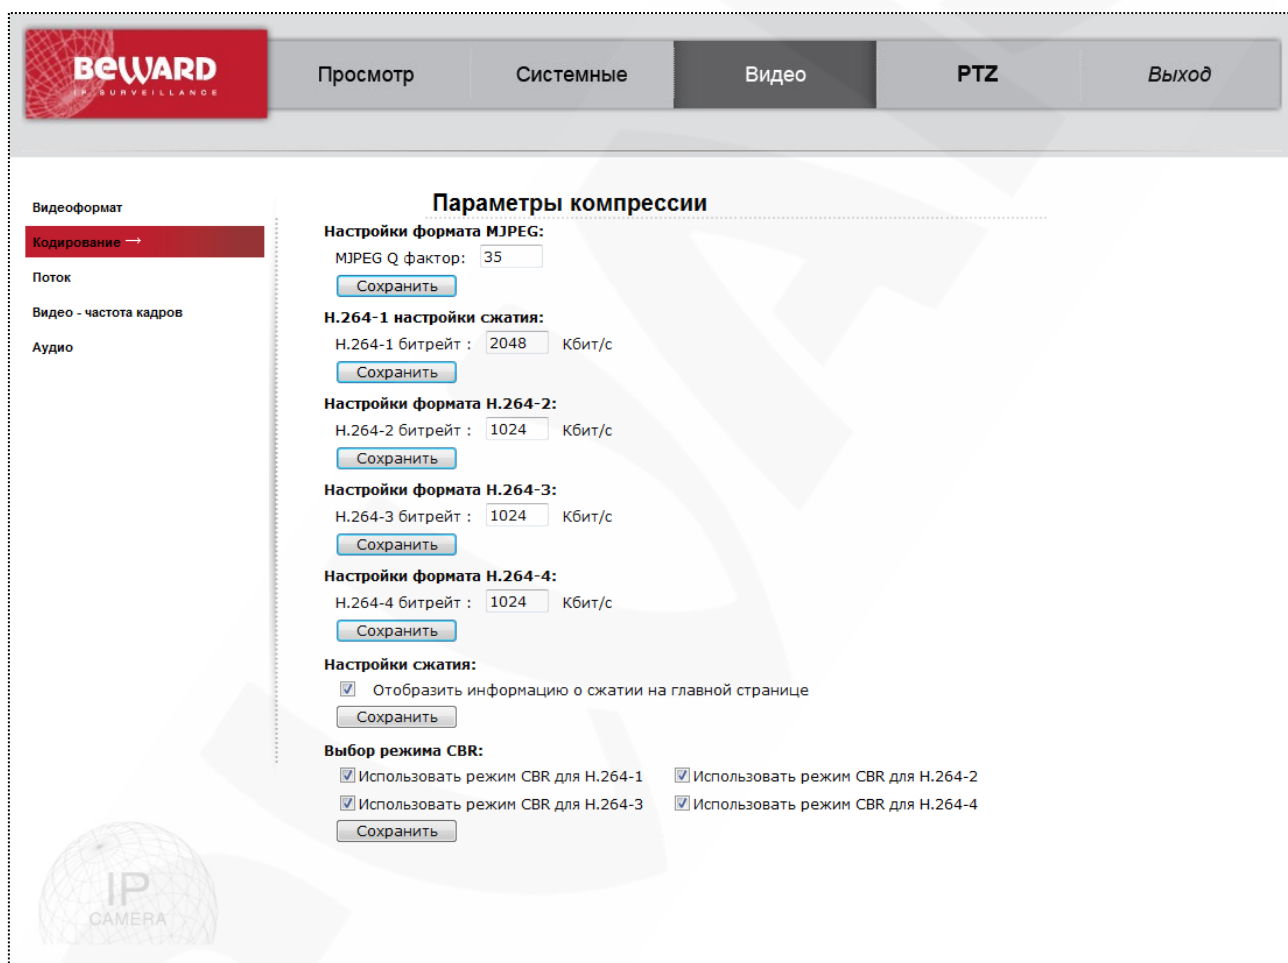 BEWARD
IP SURVEILLANCE
Просмотр
Системные
Видео
PTZ
Выход
Видеоформат
Кодирование →
Поток
Видео - частота кадров
Аудио
Параметры компрессии
Настройки формата MJPEG:
MJPEG Q фактор: 35
Сохранить
H.264-1 настройки сжатия:
H.264-1 битрейт : 2048 Кбит/с
Сохранить
Настройки формата H.264-2:
H.264-2 битрейт : 1024 Кбит/с
Сохранить
Настройки формата H.264-3:
H.264-3 битрейт : 1024 Кбит/с
Сохранить
Настройки формата H.264-4:
H.264-4 битрейт : 1024 Кбит/с
Сохранить
Настройки сжатия:
Отобразить информацию о сжатии на главной странице
Сохранить
Выбор режима CBR:
Использовать режим CBR для H.264-1 Использовать режим CBR для H.264-2
Использовать режим CBR для H.264-3 Использовать режим CBR для H.264-4
Сохранить
IP
CAMERA